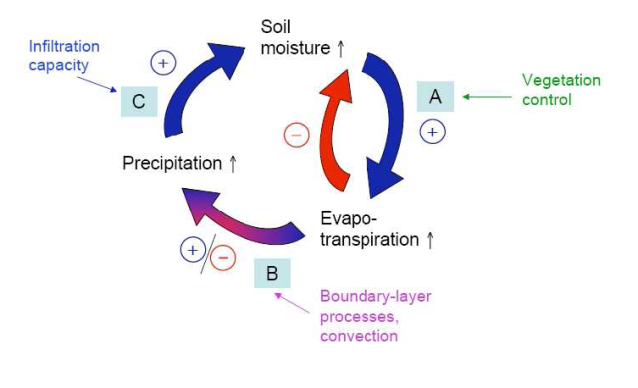 Soil
moisture ↑
Infiltration
capacity
+
C
A
Vegetation
control
+
−
Precipitation ↑
Evapo-
transpiration ↑
+/−
B
Boundary-layer
processes,
convection